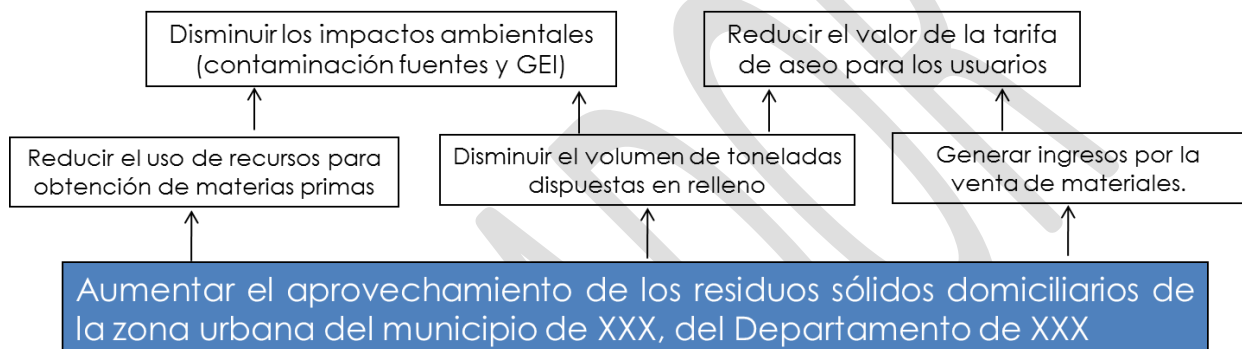 Disminuir los impactos ambientales
(contaminación fuentes y GEI)
Reducir el valor de la tarifa
de aseo para los usuarios
Reducir el uso de recursos para
obtención de materias primas
Disminuir el volumen de toneladas
dispuestas en relleno
Generar ingresos por la
venta de materiales.
Aumentar el aprovechamiento de los residuos sólidos domiciliarios de
la zona urbana del municipio de XXX, del Departamento de XXX